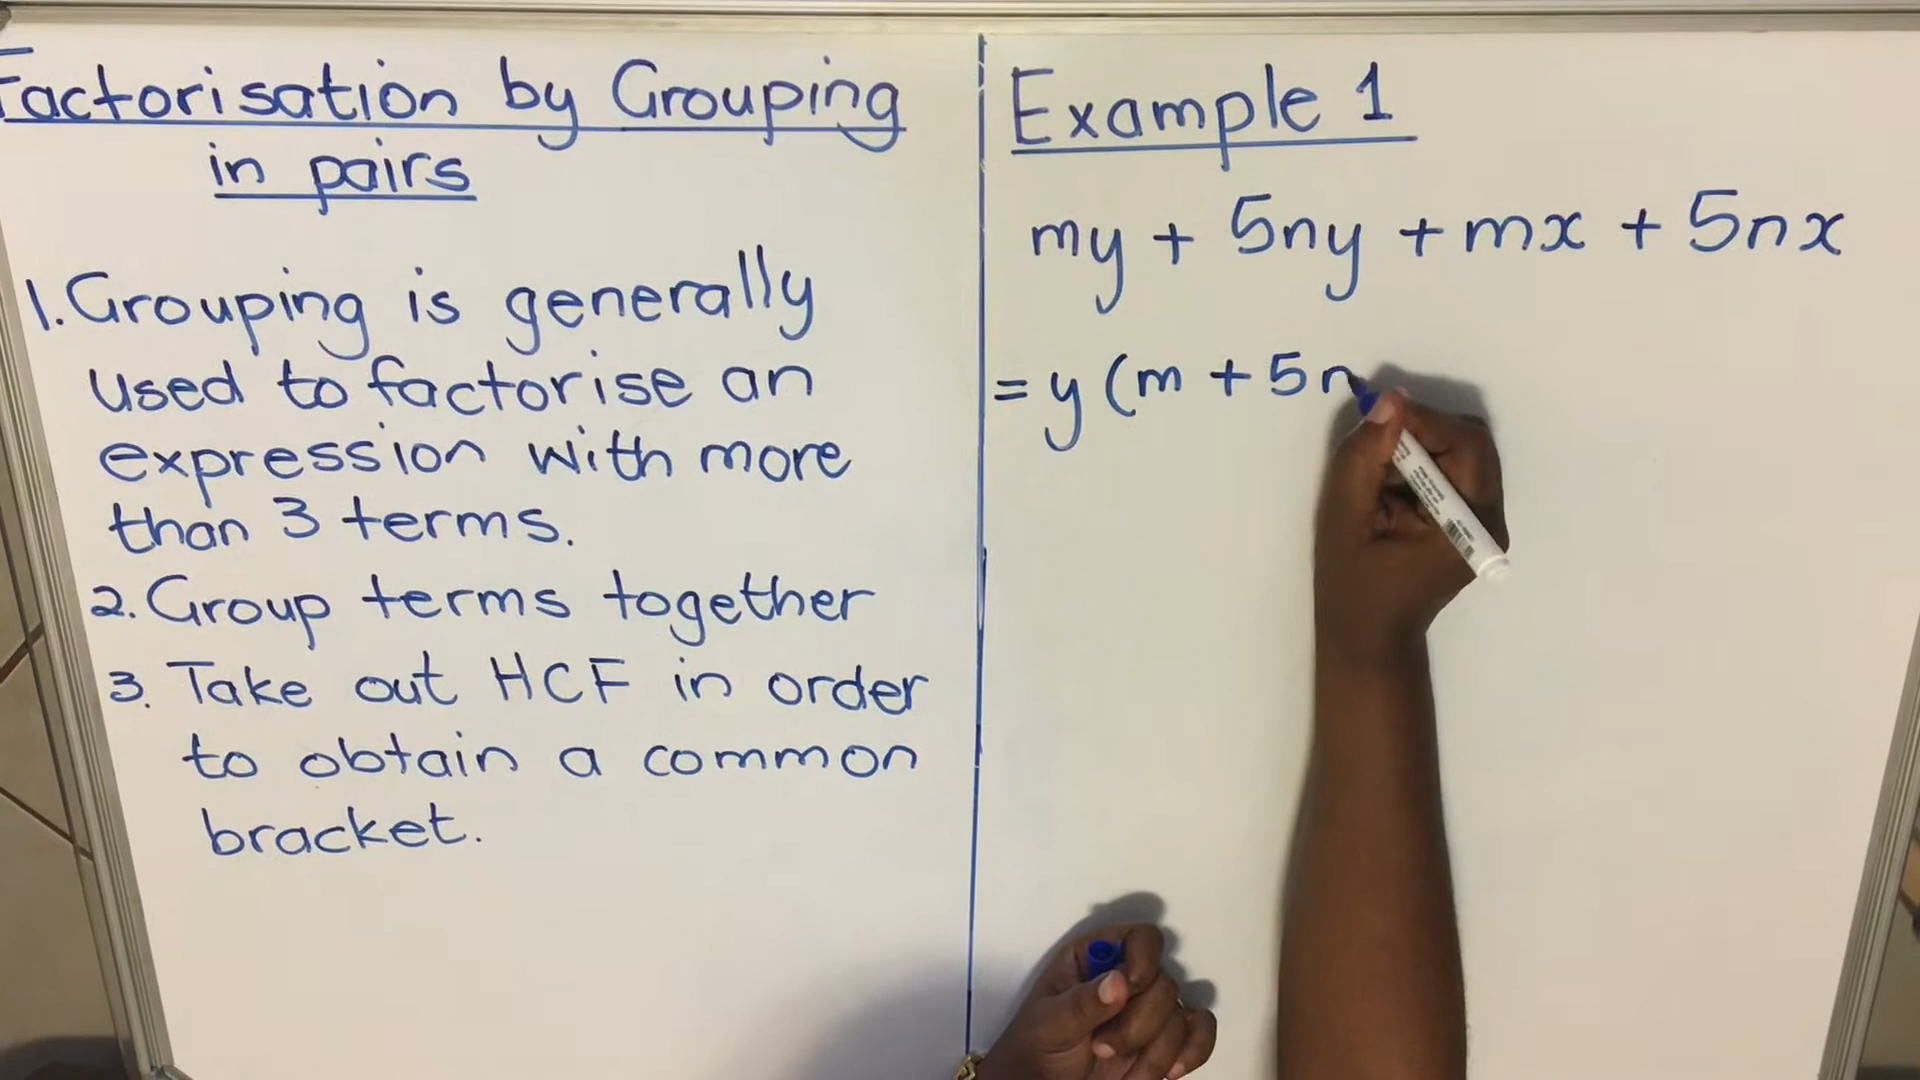 Factorisation by Grouping
in pairs
1. Grouping is generally
used to factorise an
expression with more
than 3 terms.
2. Group terms together
3. Take out HCF in order
to obtain a common
bracket.
Example 1
my + 5ny + mx + 5nx
= y (m + 5n